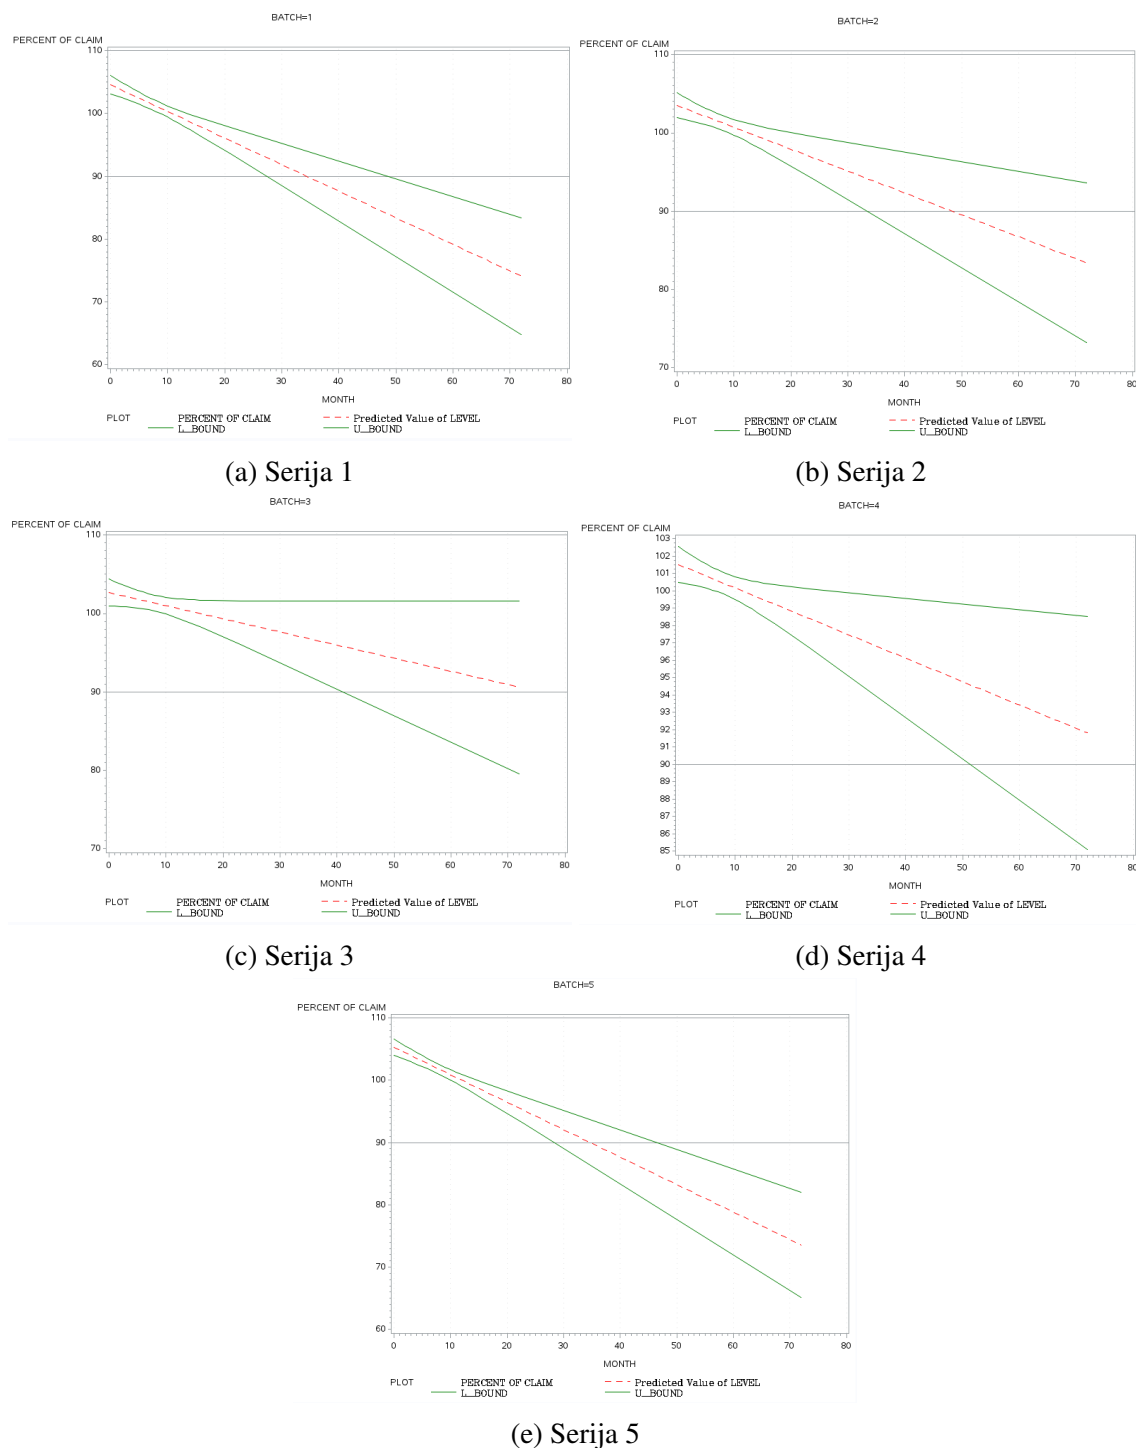 BATCH=1
PERCENT OF CLAIM
110
100
90
80
70
60
0 10 20 30 40 50 60 70 80
MONTH
PLOT PERCENT OF CLAIM Predicted Value of LEVEL
L_BOUND U_BOUND
(a) Serija 1
BATCH=2
PERCENT OF CLAIM
110
100
90
80
70
0 10 20 30 40 50 60 70 80
MONTH
PLOT PERCENT OF CLAIM Predicted Value of LEVEL
L_BOUND U_BOUND
(b) Serija 2
BATCH=3
PERCENT OF CLAIM
110
100
90
80
70
0 10 20 30 40 50 60 70 80
MONTH
PLOT PERCENT OF CLAIM Predicted Value of LEVEL
L_BOUND U_BOUND
(c) Serija 3
BATCH=4
PERCENT OF CLAIM
103
102
101
100
99
98
97
96
95
94
93
92
91
90
89
88
87
86
85
0 10 20 30 40 50 60 70 80
MONTH
PLOT PERCENT OF CLAIM Predicted Value of LEVEL
L_BOUND U_BOUND
(d) Serija 4
BATCH=5
PERCENT OF CLAIM
110
100
90
80
70
60
0 10 20 30 40 50 60 70 80
MONTH
PLOT PERCENT OF CLAIM Predicted Value of LEVEL
L_BOUND U_BOUND
(e) Serija 5